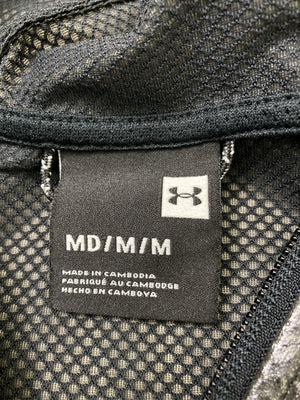 MD/M/M
MADE IN CAMBODIA
FABRIQUÉ AU CAMBODGE
HECHO EN CAMBOYA